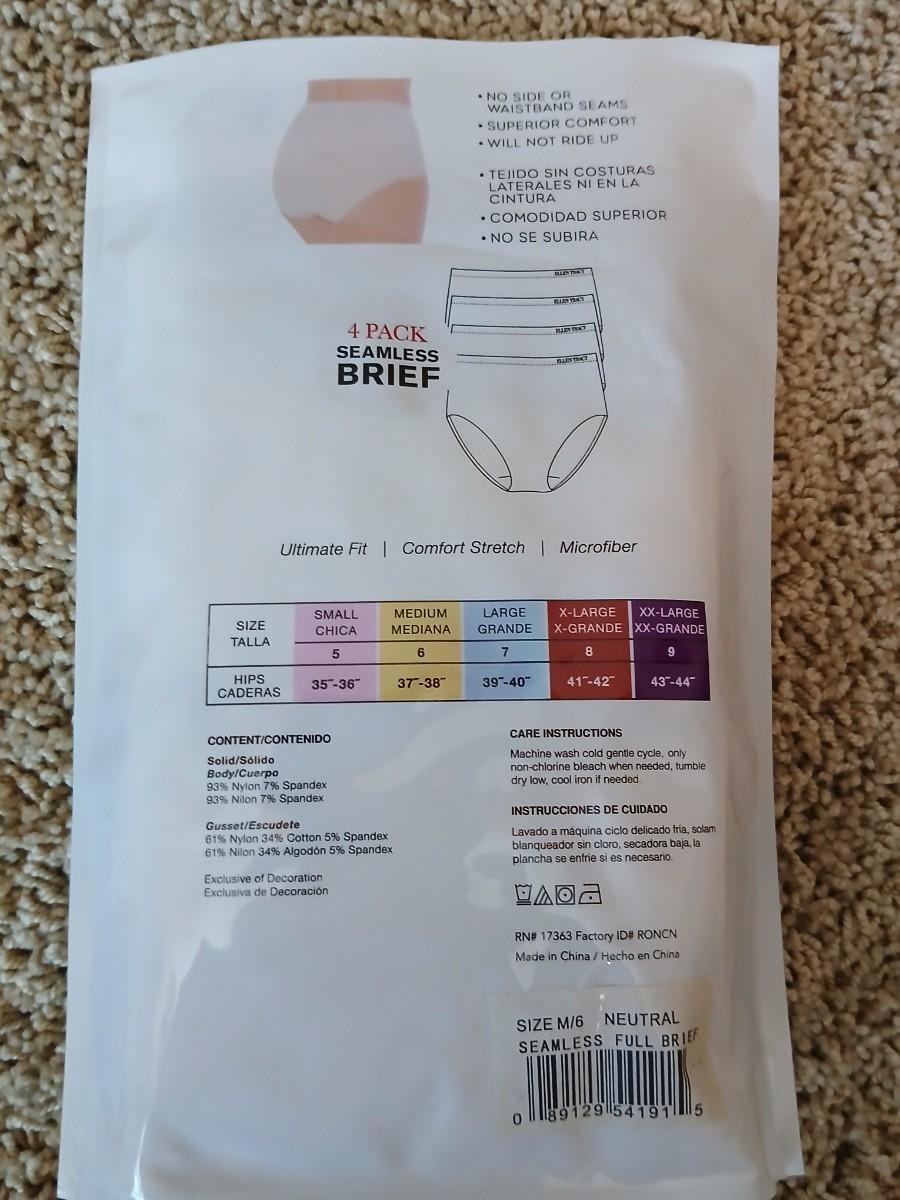 • NO SIDE OR
WAISTBAND SEAMS
• SUPERIOR COMFORT
• WILL NOT RIDE UP
• TEJIDO SIN COSTURAS
LATERALES NI EN LA
CINTURA
• COMODIDAD SUPERIOR
• NO SE SUBIRA
ELLEN TRACY
ELLEN TRACY
ELLEN TRACY
ELLEN TRACY
4 PACK
SEAMLESS
BRIEF
Ultimate Fit | Comfort Stretch | Microfiber
SIZE TALLA SMALL CHICA MEDIUM MEDIANA LARGE GRANDE X-LARGE X-GRANDE XX-LARGE XX-GRANDE
5 6 7 8 9
HIPS CADERAS 35"-36" 37"-38" 39"-40" 41"-42" 43"-44"
CONTENT/CONTENIDO
Solid/Sólido
Body/Cuerpo
93% Nylon 7% Spandex
93% Nilon 7% Spandex
Gusset/Escudete
61% Nylon 34% Cotton 5% Spandex
61% Nilon 34% Algodón 5% Spandex
Exclusive of Decoration
Exclusiva de Decoración
CARE INSTRUCTIONS
Machine wash cold gentle cycle, only
non-chlorine bleach when needed, tumble
dry low, cool iron if needed
INSTRUCCIONES DE CUIDADO
Lavado a máquina ciclo delicado fria, solam
blanqueador sin cloro, secadora baja, la
plancha se enfrie si es necesario.
RN# 17363 Factory ID# RONCN
Made in China / Hecho en China
SIZE M/6 NEUTRAL
SEAMLESS FULL BRIEF
0 89129 54191 5